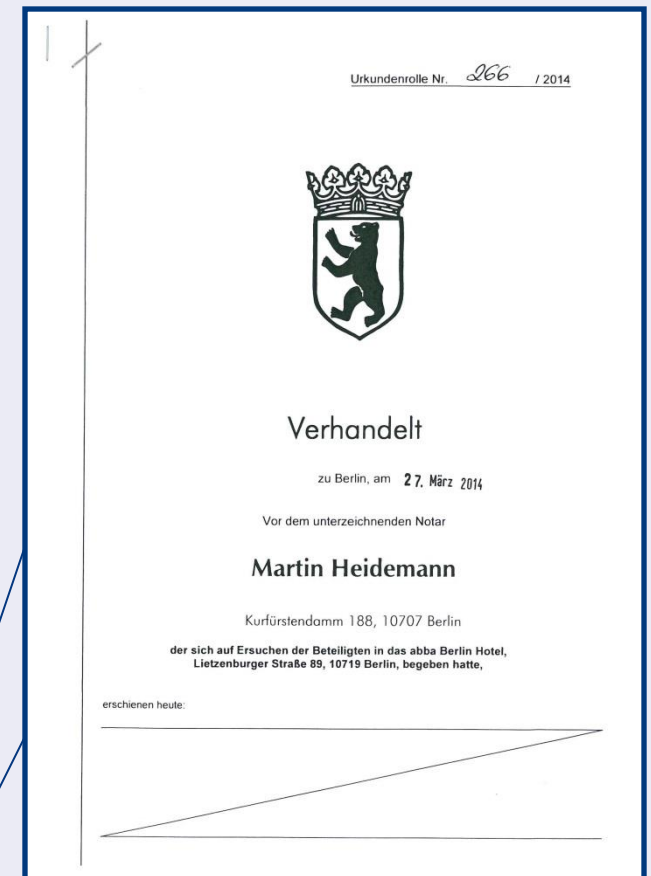 Urkundenrolle Nr. 266 / 2014
Verhandelt
zu Berlin, am 27. März 2014
Vor dem unterzeichnenden Notar
Martin Heidemann
Kurfürstendamm 188, 10707 Berlin
der sich auf Ersuchen der Beteiligten in das abba Berlin Hotel,
Lietzenburger Straße 89, 10719 Berlin, begeben hatte,
erschienen heute: